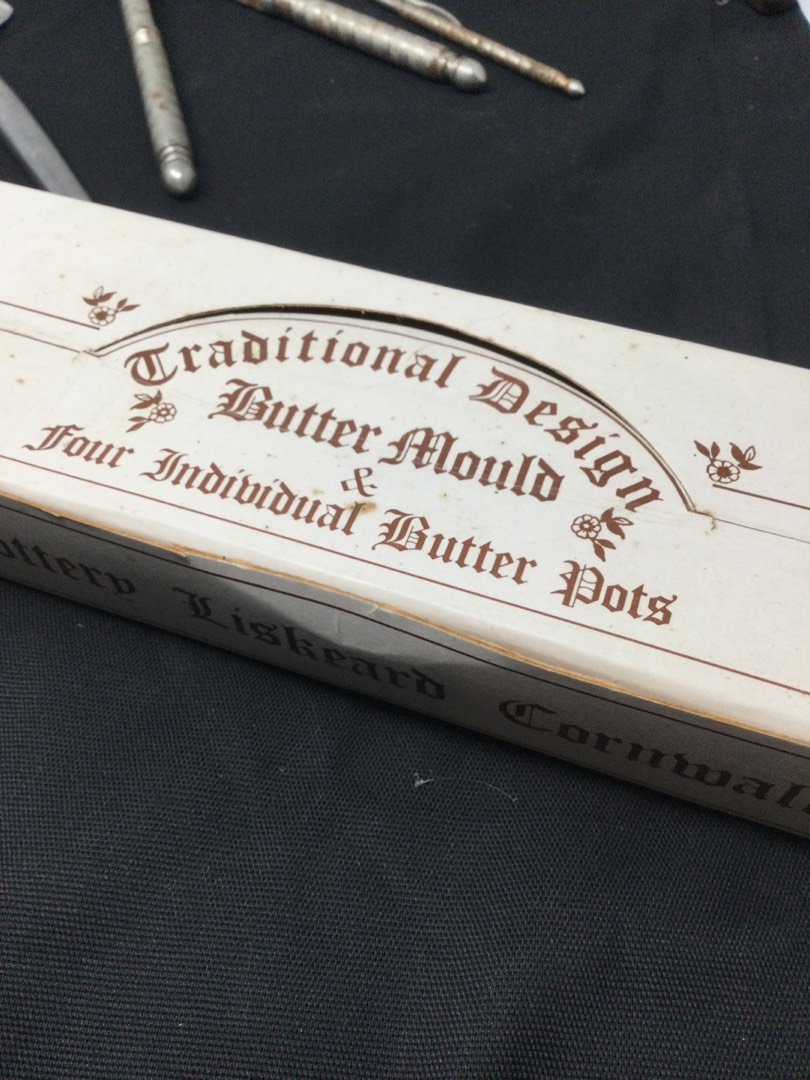 Traditional Design
Butter Mould
&
Four Individual Butter Pots
Liskeard Cornwall